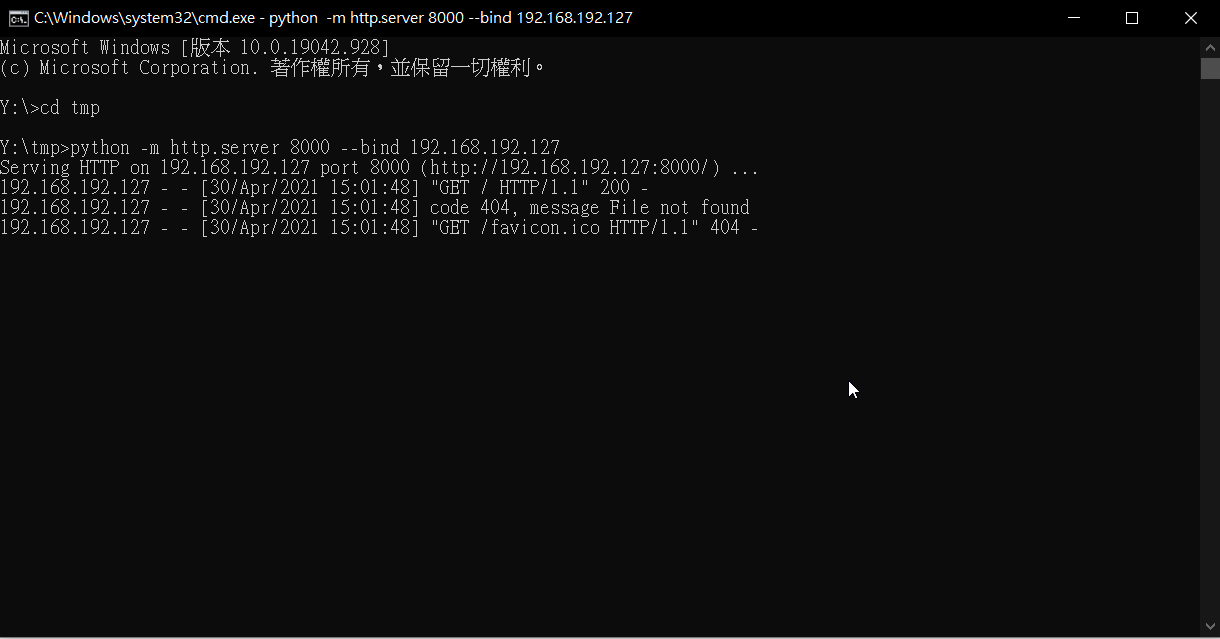 C:\Windows\system32\cmd.exe - python  -m http.server 8000 --bind 192.168.192.127
Microsoft Windows [版本 10.0.19042.928]
(c) Microsoft Corporation. 著作權所有，並保留一切權利。
Y:\>cd tmp
Y:\tmp>python -m http.server 8000 --bind 192.168.192.127
Serving HTTP on 192.168.192.127 port 8000 (http://192.168.192.127:8000/) ...
192.168.192.127 - - [30/Apr/2021 15:01:48] "GET / HTTP/1.1" 200 -
192.168.192.127 - - [30/Apr/2021 15:01:48] code 404, message File not found
192.168.192.127 - - [30/Apr/2021 15:01:48] "GET /favicon.ico HTTP/1.1" 404 -